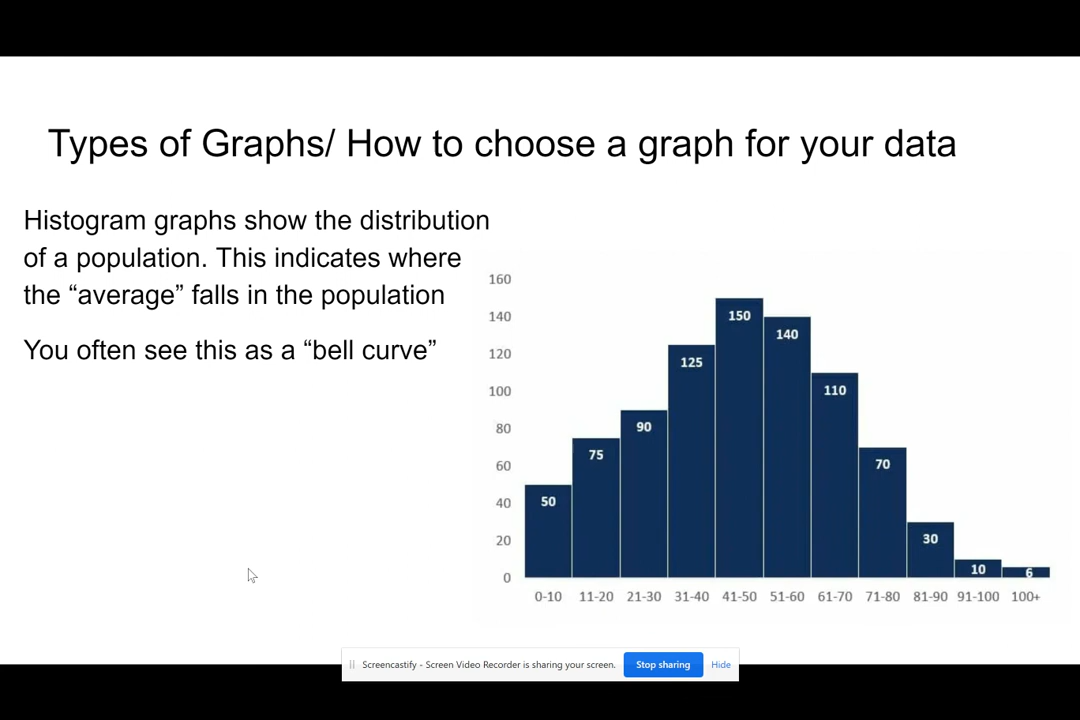 Types of Graphs/ How to choose a graph for your data
Histogram graphs show the distribution
of a population. This indicates where
the “average” falls in the population
You often see this as a “bell curve”
160
140
120
100
80
60
40
20
0
50
75
90
125
150
140
110
70
30
10
6
0-10 11-20 21-30 31-40 41-50 51-60 61-70 71-80 81-90 91-100 100+
Screencastify - Screen Video Recorder is sharing your screen. Stop sharing Hide